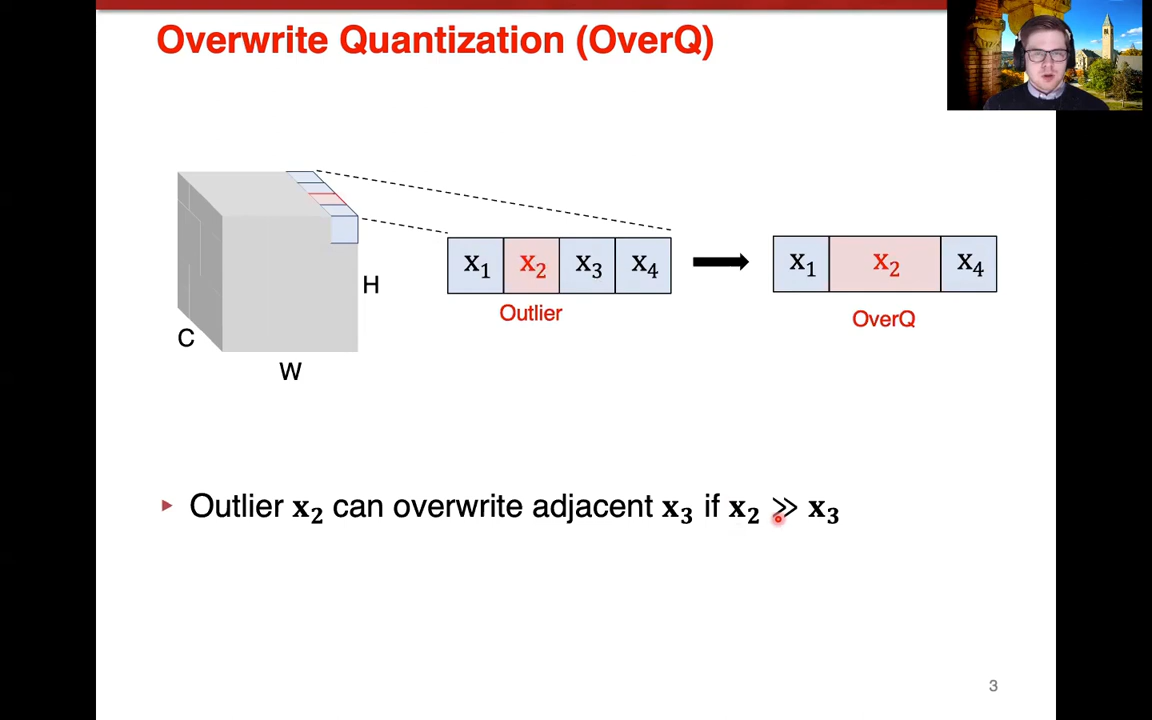 Overwrite Quantization (OverQ)
C
W
H
x₁ x₂ x₃ x₄
Outlier
x₁ x₂ x₄
OverQ
▸ Outlier x₂ can overwrite adjacent x₃ if x₂ ≫ x₃
3